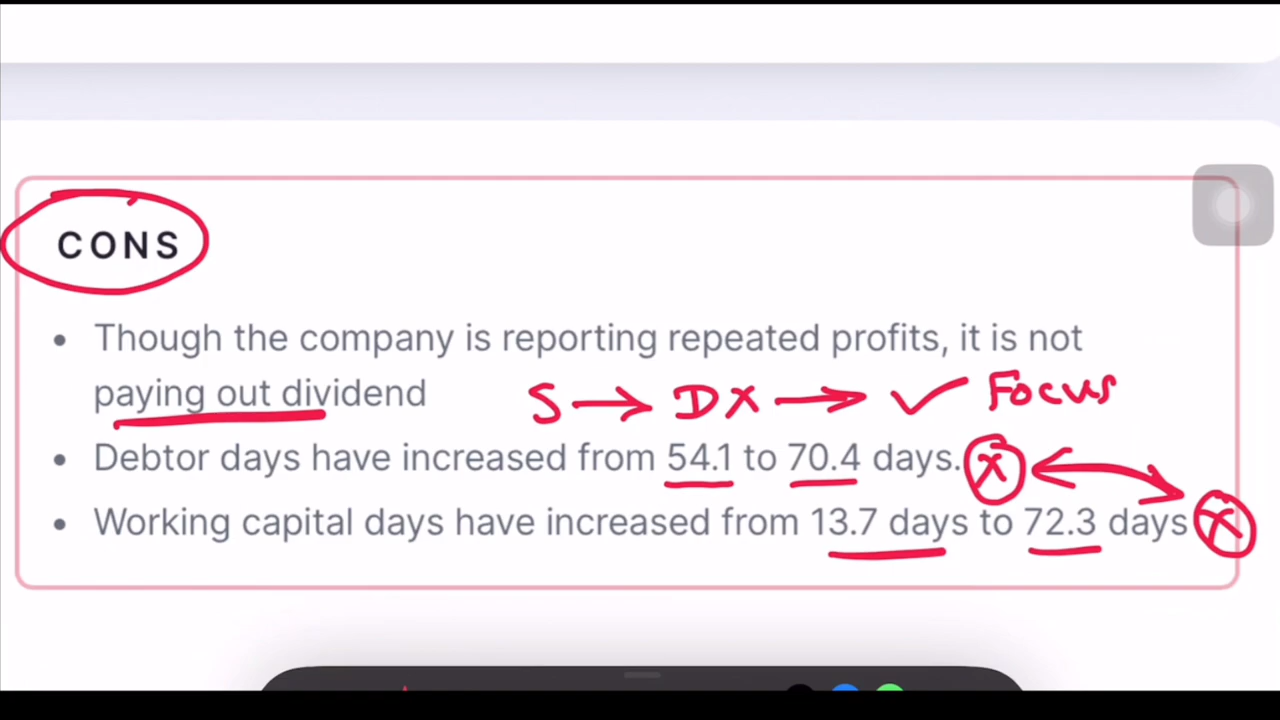 CONS
• Though the company is reporting repeated profits, it is not
paying out dividend S → DX → ✓ Focus
• Debtor days have increased from 54.1 to 70.4 days. X
• Working capital days have increased from 13.7 days to 72.3 days X